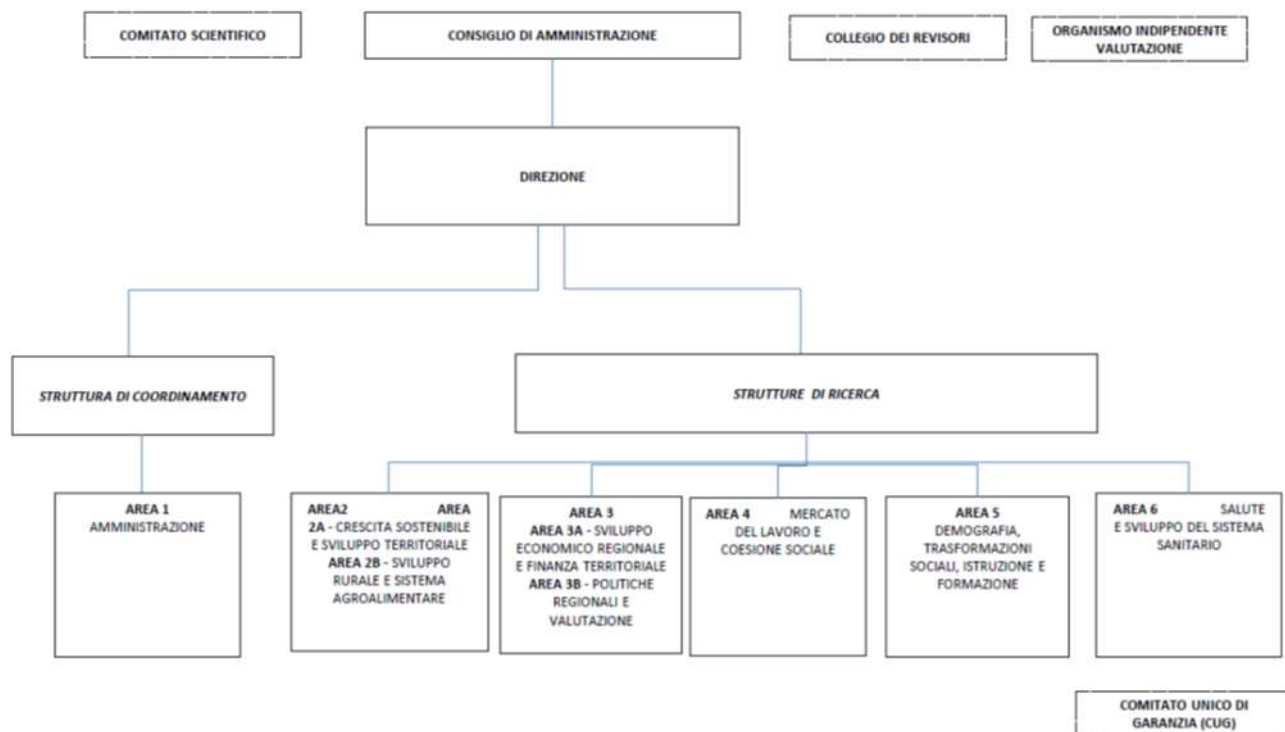 COMITATO SCIENTIFICO
CONSIGLIO DI AMMINISTRAZIONE
COLLEGIO DEI REVISORI
ORGANISMO INDIPENDENTE
VALUTAZIONE
DIREZIONE
STRUTTURA DI COORDINAMENTO
STRUTTURE DI RICERCA
AREA 1
AMMINISTRAZIONE
AREA2 AREA
2A - CRESCITA SOSTENIBILE
E SVILUPPO TERRITORIALE
AREA 2B - SVILUPPO
RURALE E SISTEMA
AGROALIMENTARE
AREA 3
AREA 3A - SVILUPPO
ECONOMICO REGIONALE
E FINANZA TERRITORIALE
AREA 3B - POLITICHE
REGIONALI E
VALUTAZIONE
AREA 4 MERCATO
DEL LAVORO E
COESIONE SOCIALE
AREA 5
DEMOGRAFIA,
TRASFORMAZIONI
SOCIALI, ISTRUZIONE E
FORMAZIONE
AREA 6 SALUTE
E SVILUPPO DEL SISTEMA
SANITARIO
COMITATO UNICO DI
GARANZIA (CUG)